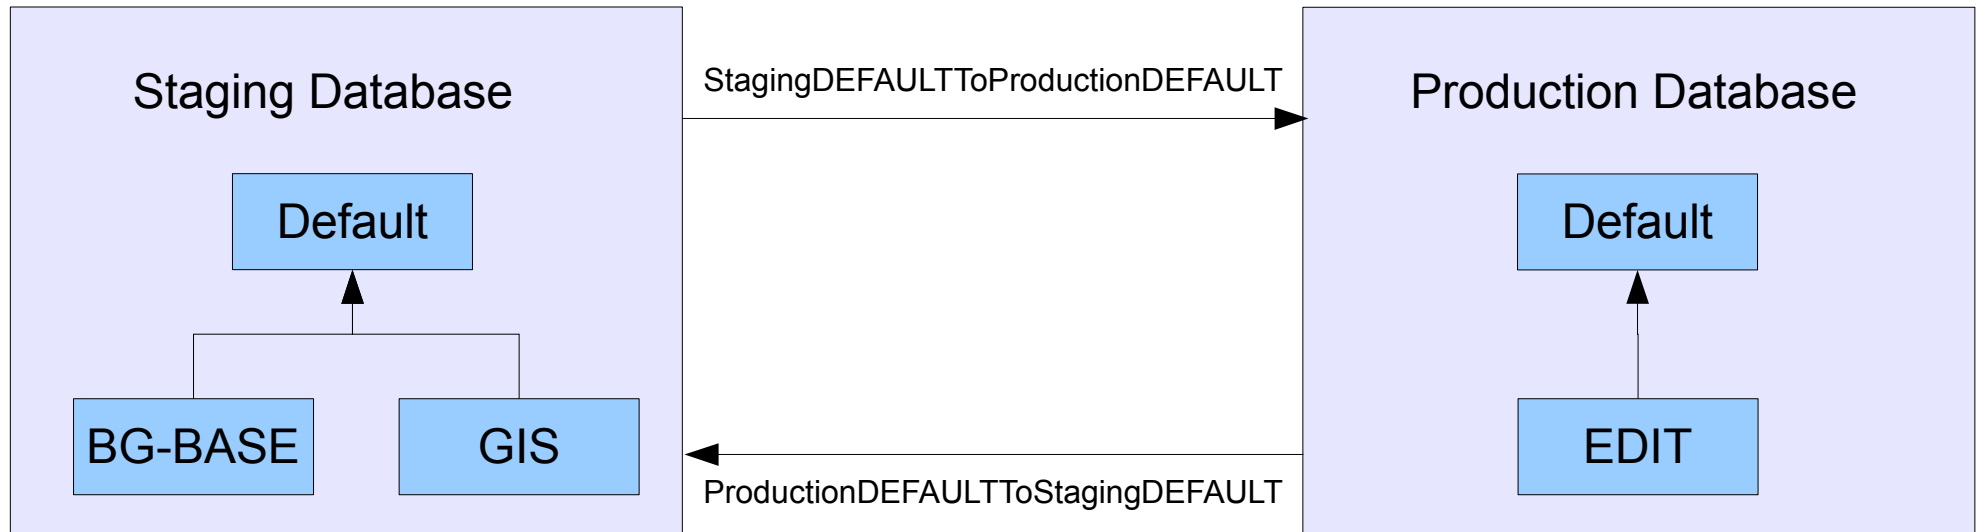 Staging Database
StagingDEFAULTToProductionDEFAULT
Production Database
Default
Default
BG-BASE
GIS
EDIT
ProductionDEFAULTToStagingDEFAULT